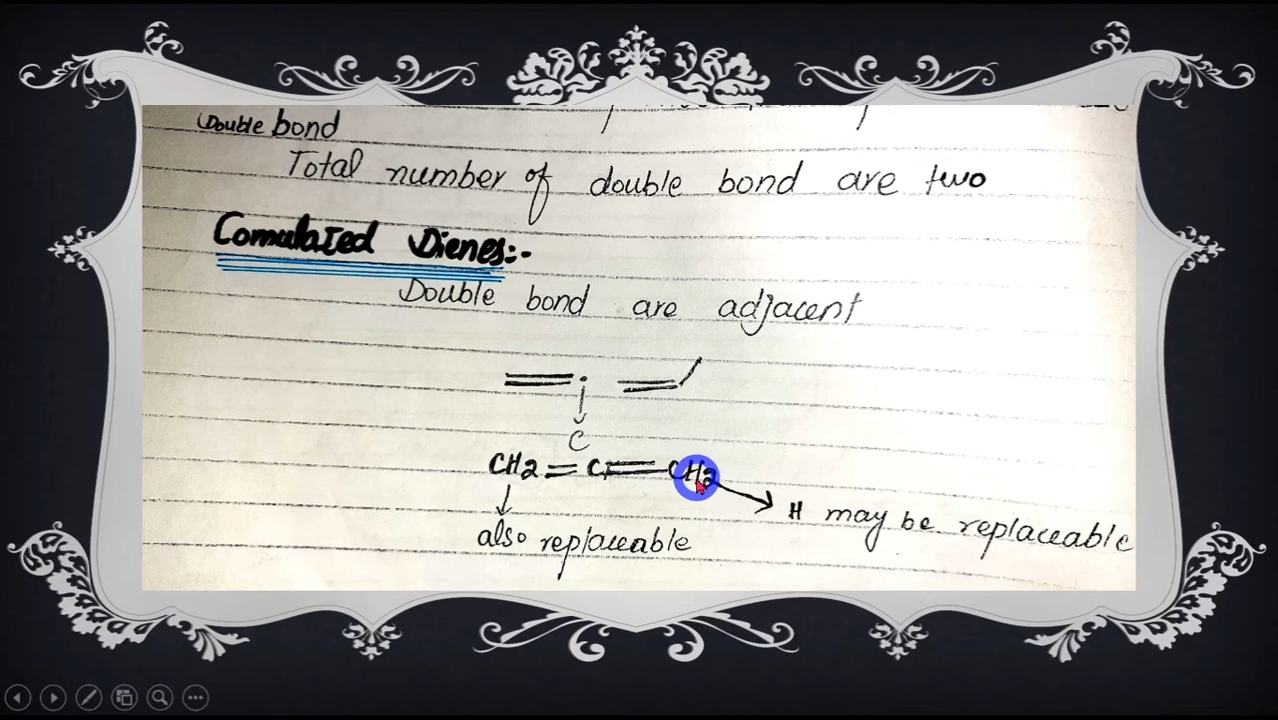 Double bond
Total number of double bond are two
Comulated Dienes:-
Double bond are adjacent
C
CH2 = C = CH2
H may be replaceable
also replaceable